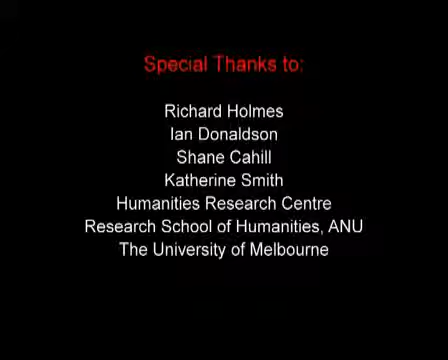 Special Thanks to:
Richard Holmes
Ian Donaldson
Shane Cahill
Katherine Smith
Humanities Research Centre
Research School of Humanities, ANU
The University of Melbourne